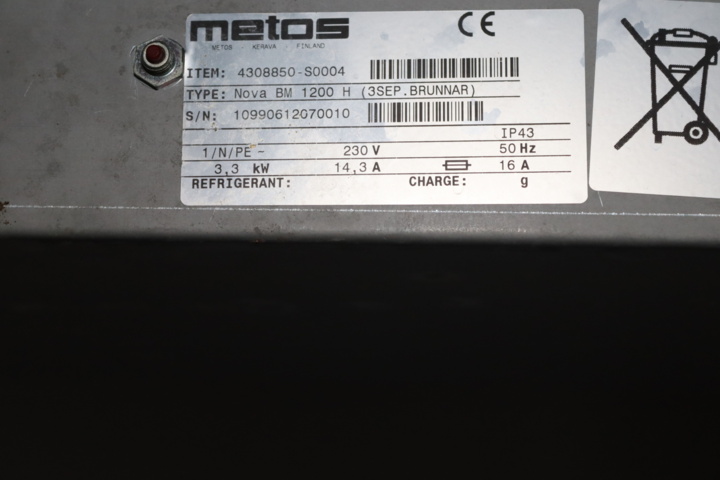 metos
CE
METOS KERAVA FINLAND
ITEM: 4308850-S0004
TYPE: Nova BM 1200 H (3SEP.BRUNNAR)
S/N: 10990612070010
IP43
1/N/PE ~ 230 V 50 Hz
3,3 kW 14,3 A 16 A
REFRIGERANT: CHARGE: g